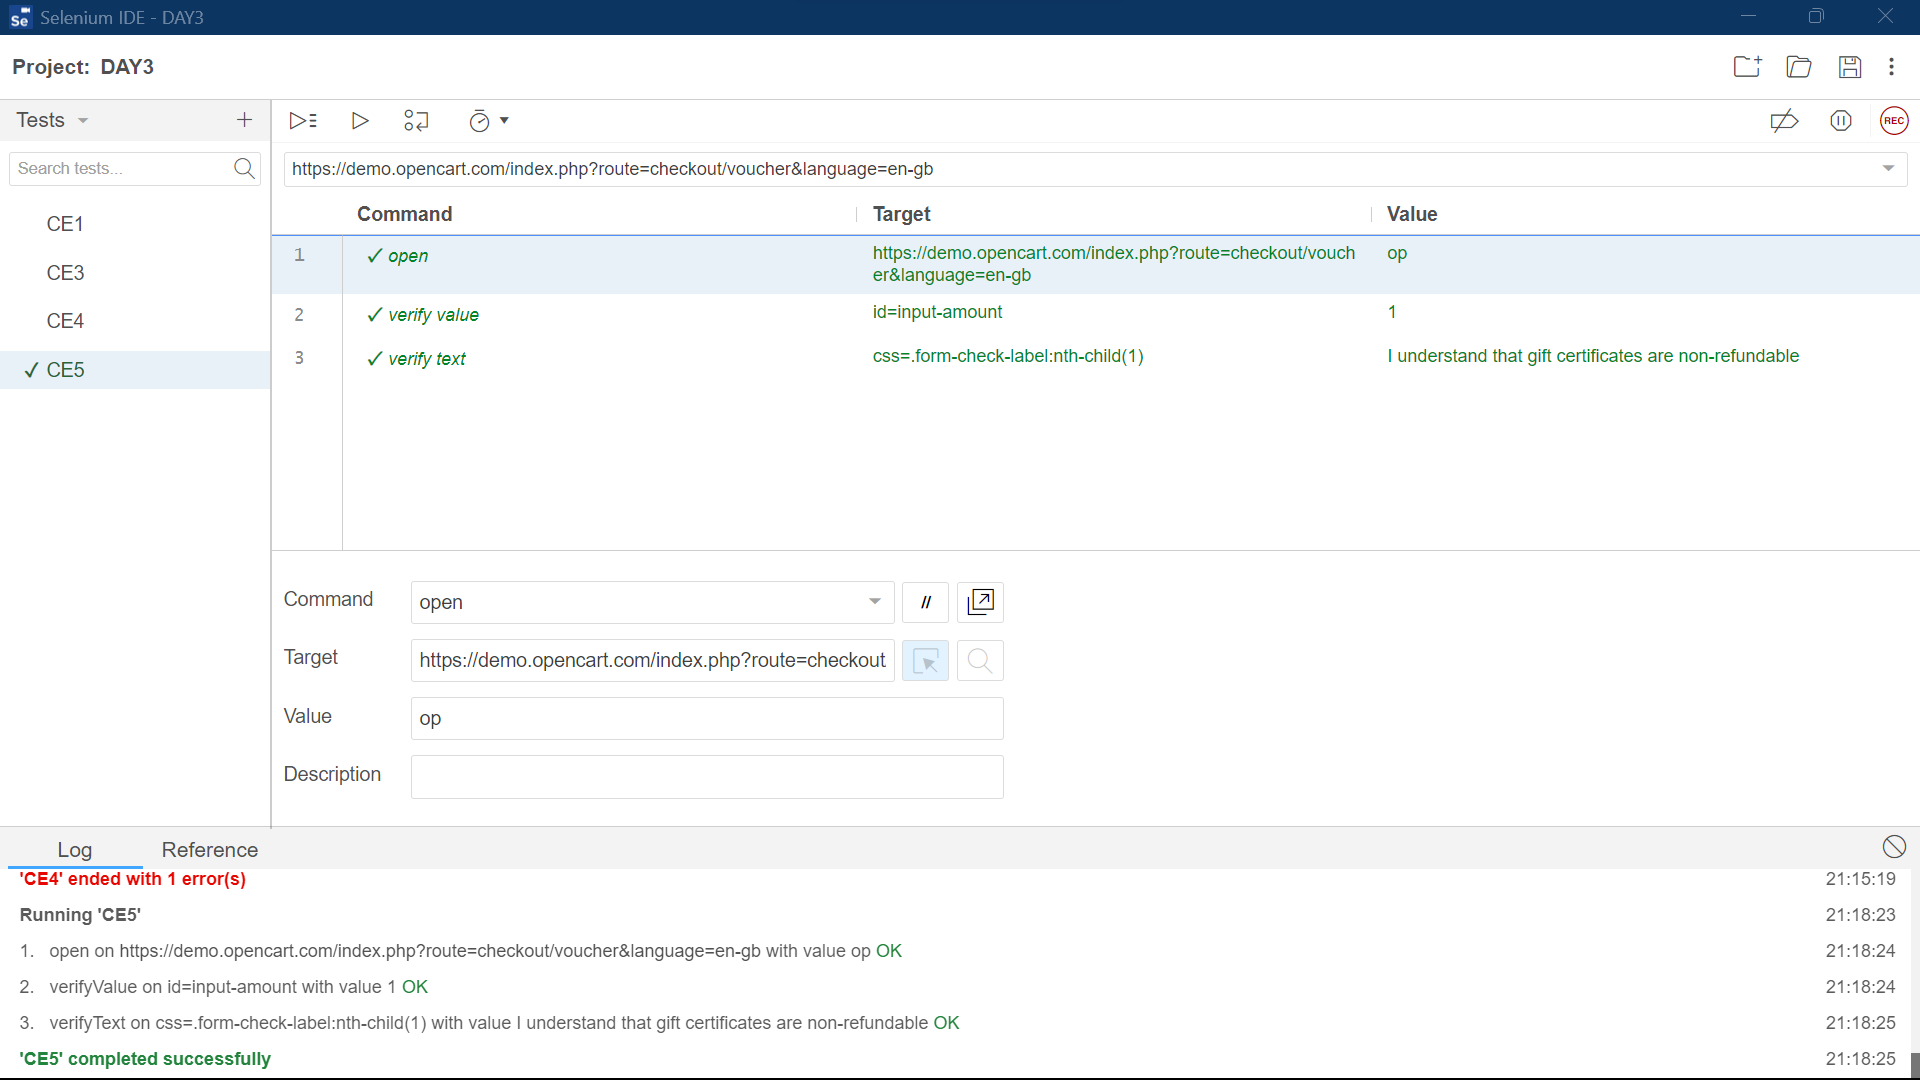 Se Selenium IDE - DAY3
Project: DAY3
Tests
Search tests...
CE1
CE3
CE4
✓ CE5
REC
https://demo.opencart.com/index.php?route=checkout/voucher&language=en-gb
Command Target Value
1 ✓ open https://demo.opencart.com/index.php?route=checkout/vouch op
er&language=en-gb
2 ✓ verify value id=input-amount 1
3 ✓ verify text css=.form-check-label:nth-child(1) I understand that gift certificates are non-refundable
Command open //
Target https://demo.opencart.com/index.php?route=checkout
Value op
Description
Log Reference
'CE4' ended with 1 error(s) 21:15:19
Running 'CE5' 21:18:23
1. open on https://demo.opencart.com/index.php?route=checkout/voucher&language=en-gb with value op OK 21:18:24
2. verifyValue on id=input-amount with value 1 OK 21:18:24
3. verifyText on css=.form-check-label:nth-child(1) with value I understand that gift certificates are non-refundable OK 21:18:25
'CE5' completed successfully 21:18:25